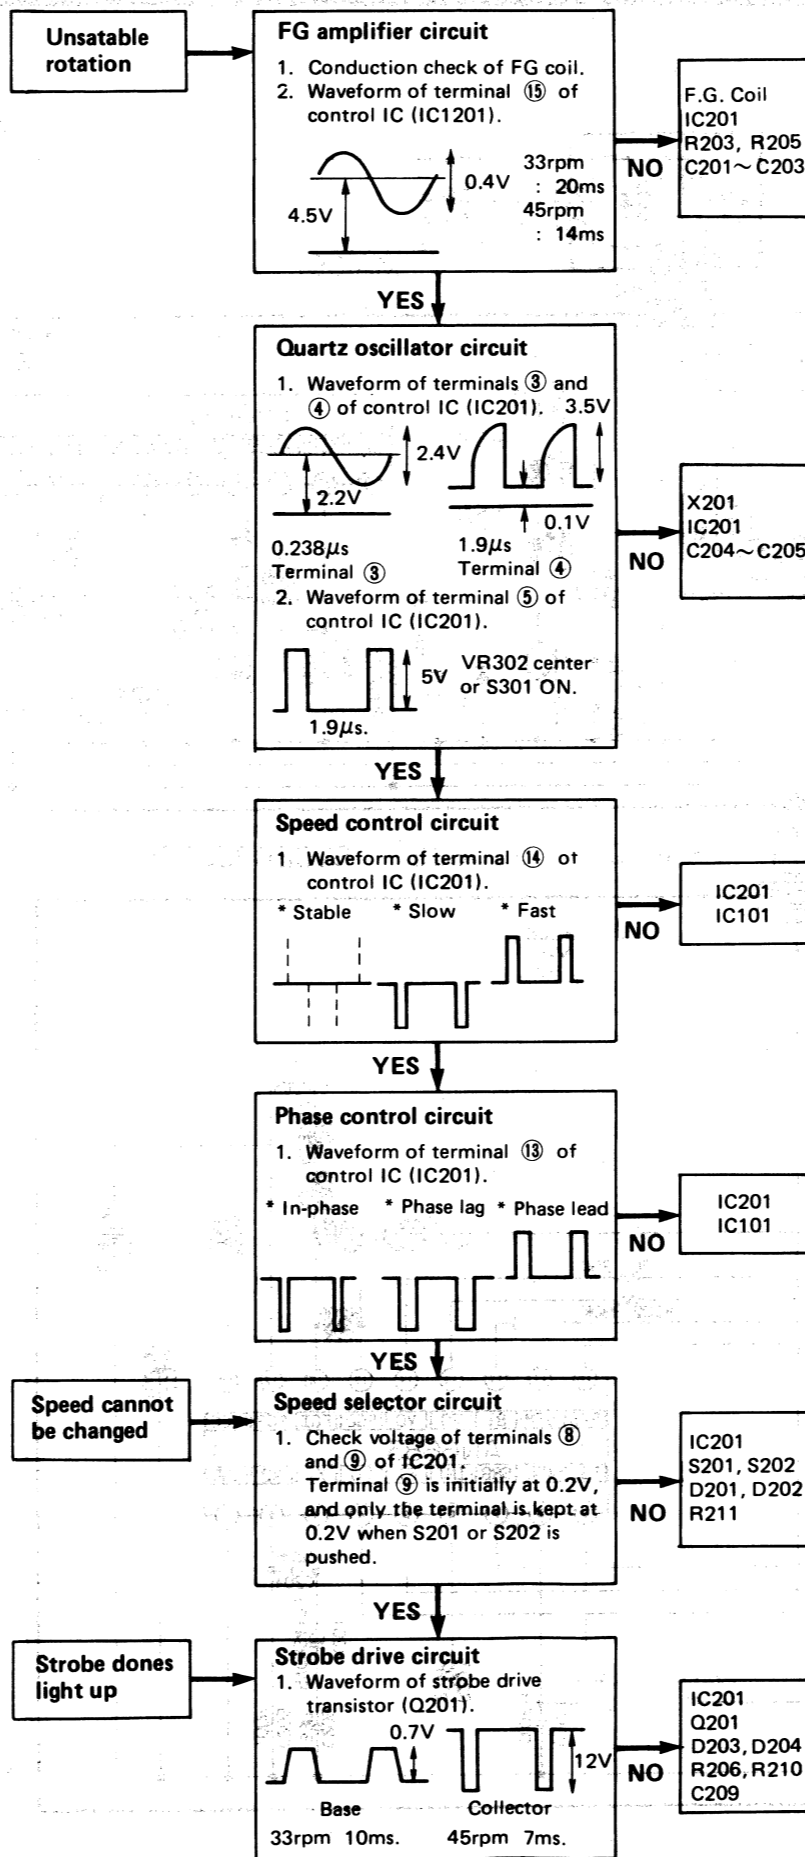 Unsatable
rotation
FG amplifier circuit
1. Conduction check of FG coil.
2. Waveform of terminal ⑮ of
control IC (IC1201).
4.5V
0.4V
33rpm
: 20ms
45rpm
: 14ms
NO
F.G. Coil
IC201
R203, R205
C201~C203
YES
Quartz oscillator circuit
1. Waveform of terminals ③ and
④ of control IC (IC201).
3.5V
2.4V
2.2V
0.1V
0.238μs
Terminal ③
1.9μs
Terminal ④
2. Waveform of terminal ⑤ of
control IC (IC201).
5V
VR302 center
or S301 ON.
1.9μs.
NO
X201
IC201
C204~C205
YES
Speed control circuit
1 Waveform of terminal ⑭ of
control IC (IC201).
* Stable * Slow * Fast
NO
IC201
IC101
YES
Phase control circuit
1. Waveform of terminal ⑬ of
control IC (IC201).
* In-phase * Phase lag * Phase lead
NO
IC201
IC101
YES
Speed cannot
be changed
Speed selector circuit
1. Check voltage of terminals ⑧
and ⑨ of IC201.
Terminal ⑨ is initially at 0.2V,
and only the terminal is kept at
0.2V when S201 or S202 is
pushed.
NO
IC201
S201, S202
D201, D202
R211
YES
Strobe dones
light up
Strobe drive circuit
1. Waveform of strobe drive
transistor (Q201).
0.7V
12V
Base
Collector
33rpm 10ms. 45rpm 7ms.
NO
IC201
Q201
D203, D204
R206, R210
C209